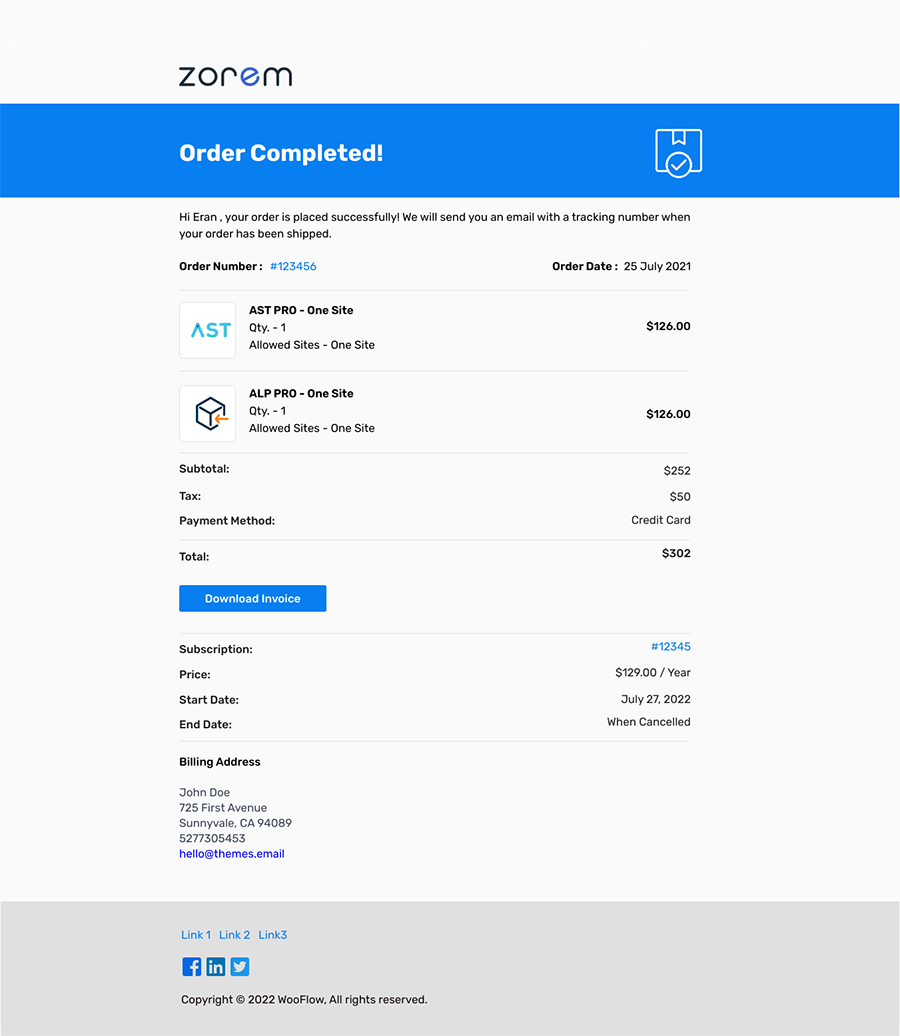 zorem
Order Completed!
Hi Eran , your order is placed successfully! We will send you an email with a tracking number when
your order has been shipped.
Order Number : #123456 Order Date : 25 July 2021
AST PRO - One Site
AST
Qty. - 1
$126.00
Allowed Sites - One Site
ALP PRO - One Site
Qty. - 1
$126.00
Allowed Sites - One Site
Subtotal: $252
Tax: $50
Payment Method: Credit Card
Total: $302
Download Invoice
Subscription: #12345
Price: $129.00 / Year
Start Date: July 27, 2022
End Date: When Cancelled
Billing Address
John Doe
725 First Avenue
Sunnyvale, CA 94089
5277305453
hello@themes.email
Link 1 Link 2 Link3
f in
Copyright © 2022 WooFlow, All rights reserved.